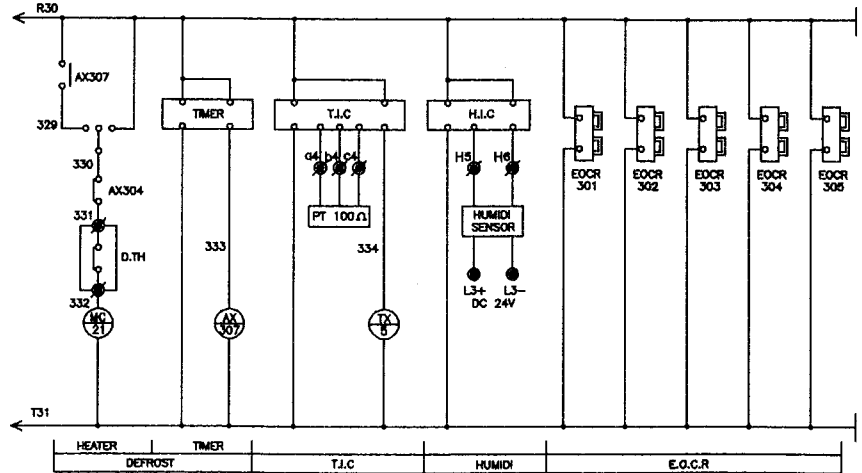 R30
AX307
TIMER
T.I.C
H.I.C
329
a4 b4 c4
H5 H6
330
EOCR 301
EOCR 302
EOCR 303
EOCR 304
EOCR 305
AX304
331
PT 100Ω
HUMIDI
SENSOR
D.TH
333
334
332
L3+ L3-
DC 24V
MC
21
AX
307
TX
5
T31
HEATER TIMER
DEFROST T.I.C HUMIDI E.O.C.R